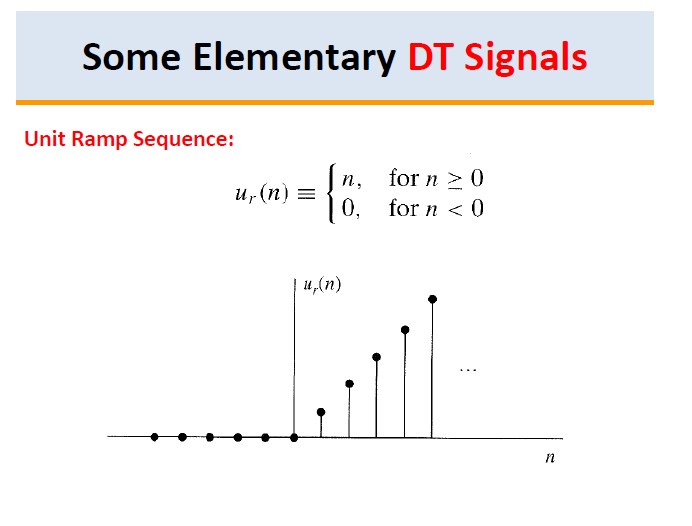 Some Elementary DT Signals
Unit Ramp Sequence:
u_r(n) ≡ { n, for n ≥ 0
0, for n < 0
u_r(n)
...
n